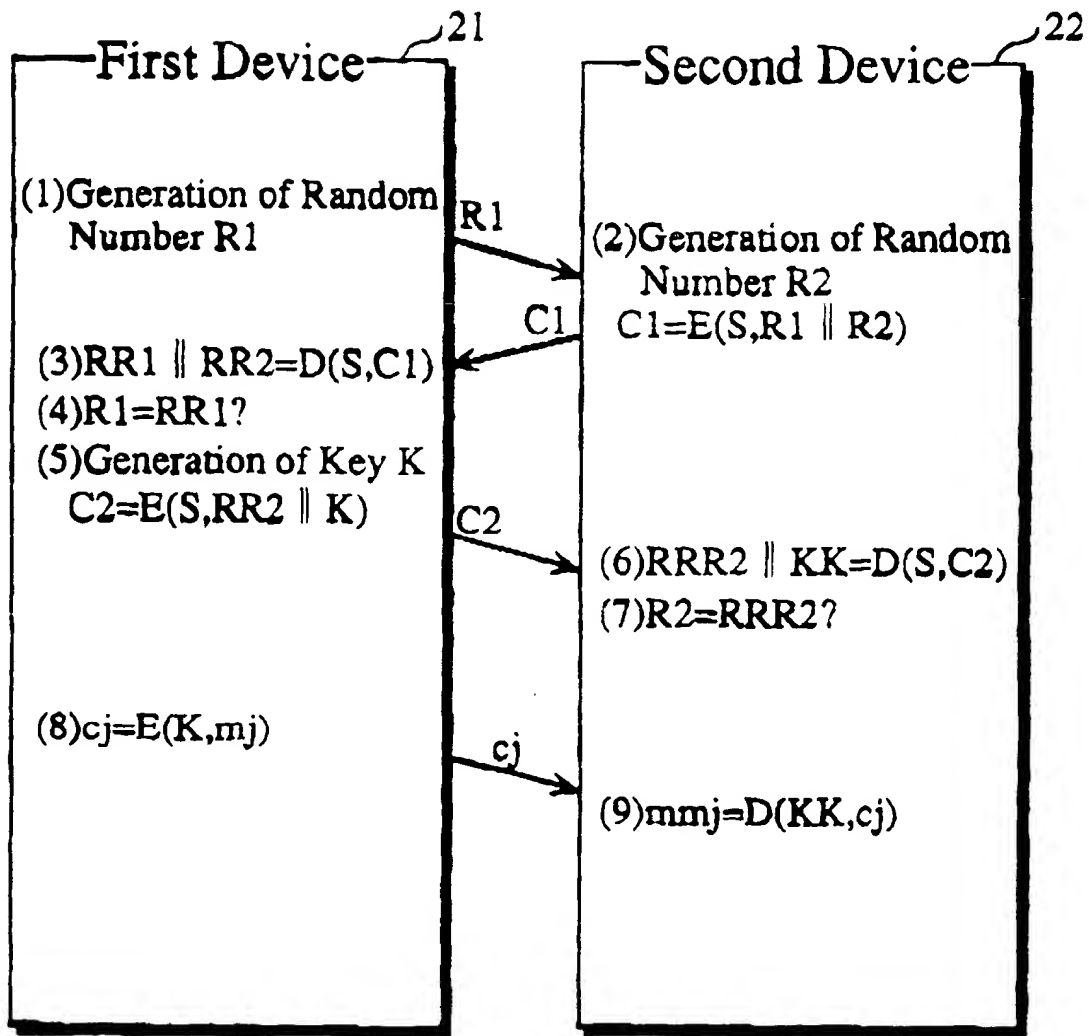 First Device
21
(1)Generation of Random
Number R1
R1
(3)RR1 ‖ RR2=D(S,C1)
(4)R1=RR1?
(5)Generation of Key K
C2=E(S,RR2 ‖ K)
C2
(8)cj=E(K,mj)
cj
Second Device
22
(2)Generation of Random
Number R2
C1=E(S,R1 ‖ R2)
C1
(6)RRR2 ‖ KK=D(S,C2)
(7)R2=RRR2?
(9)mmj=D(KK,cj)